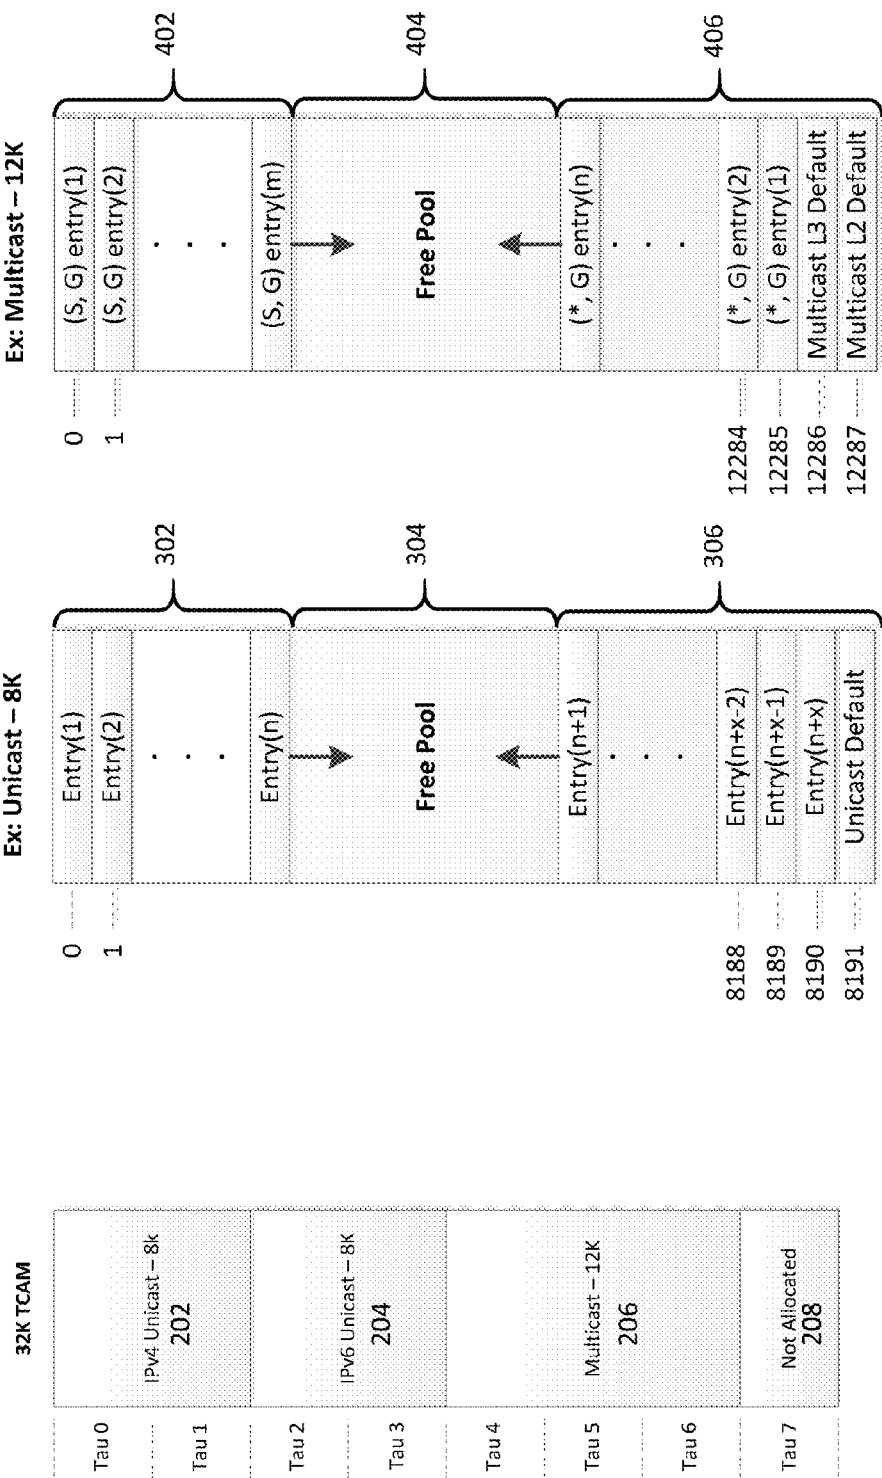 32K TCAM
Tau 0
Tau 1
IPv4 Unicast – 8k
202
Tau 2
Tau 3
IPv6 Unicast – 8K
204
Tau 4
Tau 5
Tau 6
Multicast – 12K
206
Tau 7
Not Allocated
208
Ex: Unicast – 8K
0
Entry(1)
1
Entry(2)
. . .
Entry(n)
302
Free Pool
304
Entry(n+1)
. . .
8188
Entry(n+x-2)
8189
Entry(n+x-1)
8190
Entry(n+x)
8191
Unicast Default
306
Ex: Multicast – 12K
0
(S, G) entry(1)
1
(S, G) entry(2)
. . .
(S, G) entry(m)
402
Free Pool
404
(*, G) entry(n)
. . .
12284
(*, G) entry(2)
12285
(*, G) entry(1)
12286
Multicast L3 Default
12287
Multicast L2 Default
406